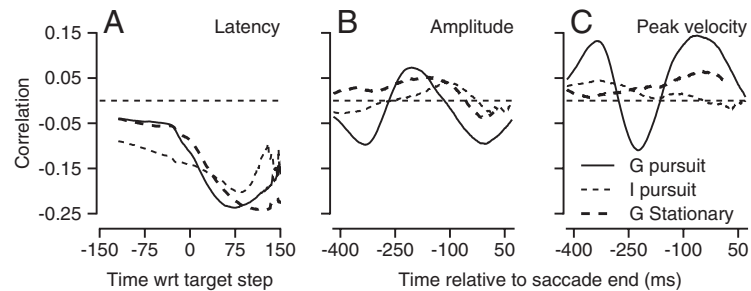 A Latency
B Amplitude
C Peak velocity
Correlation
0.15
0.05
-0.05
-0.15
-0.25
G pursuit
I pursuit
G Stationary
-150 -75 0 75 150
-400 -250 -100 50
-400 -250 -100 50
Time wrt target step
Time relative to saccade end (ms)